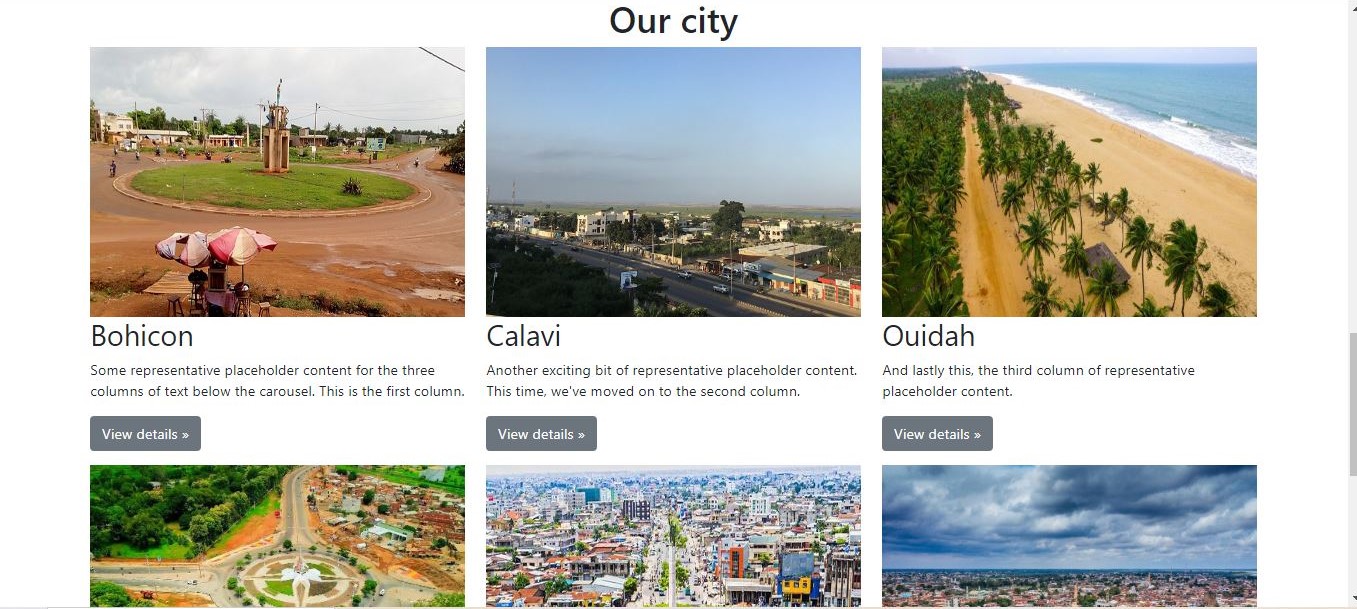 Our city
Bohicon
Some representative placeholder content for the three
columns of text below the carousel. This is the first column.
View details »
Calavi
Another exciting bit of representative placeholder content.
This time, we've moved on to the second column.
View details »
Ouidah
And lastly this, the third column of representative
placeholder content.
View details »